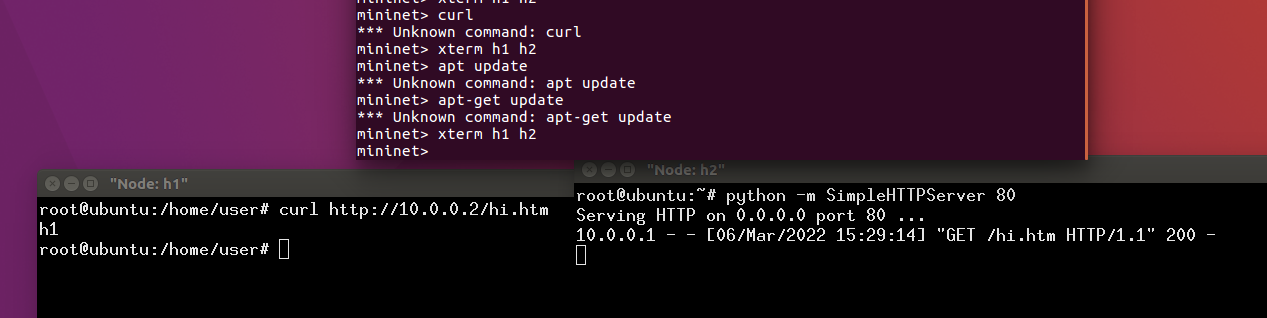 mininet> xterm h1 h2
mininet> curl
*** Unknown command: curl
mininet> xterm h1 h2
mininet> apt update
*** Unknown command: apt update
mininet> apt-get update
*** Unknown command: apt-get update
mininet> xterm h1 h2
mininet>
"Node: h1"
root@ubuntu:/home/user# curl http://10.0.0.2/hi.htm
h1
root@ubuntu:/home/user#
"Node: h2"
root@ubuntu:~# python -m SimpleHTTPServer 80
Serving HTTP on 0.0.0.0 port 80 ...
10.0.0.1 - - [06/Mar/2022 15:29:14] "GET /hi.htm HTTP/1.1" 200 -